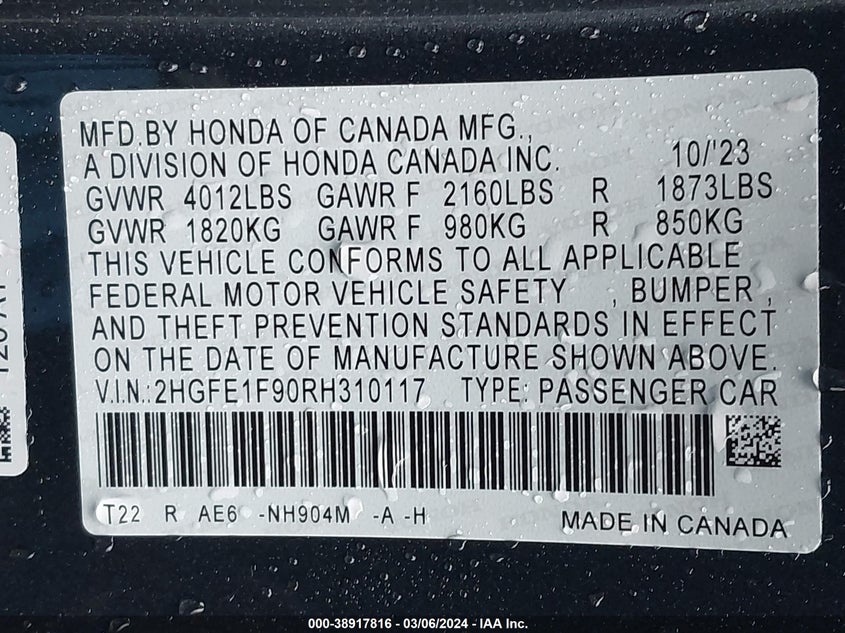 MFD.BY HONDA OF CANADA MFG.,
A DIVISION OF HONDA CANADA INC. 10/'23
GVWR 4012LBS GAWR F 2160LBS R 1873LBS
GVWR 1820KG GAWR F 980KG R 850KG
THIS VEHICLE CONFORMS TO ALL APPLICABLE
FEDERAL MOTOR VEHICLE SAFETY , BUMPER ,
AND THEFT PREVENTION STANDARDS IN EFFECT
ON THE DATE OF MANUFACTURE SHOWN ABOVE.
V.I.N.:2HGFE1F90RH310117 TYPE: PASSENGER CAR
T22 R AE6 -NH904M -A -H MADE IN CANADA
000-38917816 - 03/06/2024 - IAA Inc.